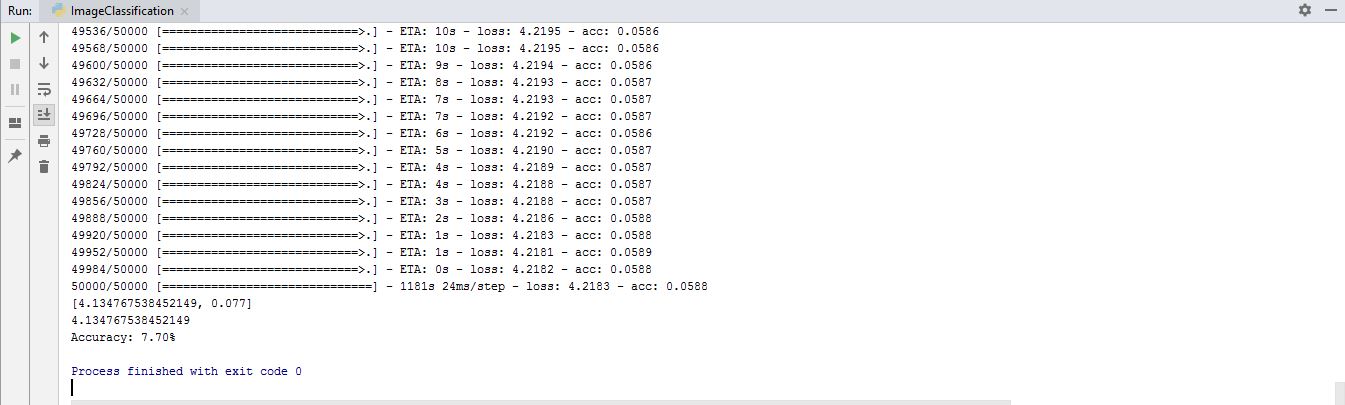 Run: ImageClassification
49536/50000 [============================>.] - ETA: 10s - loss: 4.2195 - acc: 0.0586
49568/50000 [============================>.] - ETA: 10s - loss: 4.2195 - acc: 0.0586
49600/50000 [============================>.] - ETA: 9s - loss: 4.2194 - acc: 0.0586
49632/50000 [============================>.] - ETA: 8s - loss: 4.2193 - acc: 0.0587
49664/50000 [============================>.] - ETA: 7s - loss: 4.2193 - acc: 0.0587
49696/50000 [============================>.] - ETA: 7s - loss: 4.2192 - acc: 0.0587
49728/50000 [============================>.] - ETA: 6s - loss: 4.2192 - acc: 0.0586
49760/50000 [============================>.] - ETA: 5s - loss: 4.2190 - acc: 0.0587
49792/50000 [============================>.] - ETA: 4s - loss: 4.2189 - acc: 0.0587
49824/50000 [============================>.] - ETA: 4s - loss: 4.2188 - acc: 0.0587
49856/50000 [============================>.] - ETA: 3s - loss: 4.2188 - acc: 0.0587
49888/50000 [============================>.] - ETA: 2s - loss: 4.2186 - acc: 0.0588
49920/50000 [============================>.] - ETA: 1s - loss: 4.2183 - acc: 0.0588
49952/50000 [============================>.] - ETA: 1s - loss: 4.2181 - acc: 0.0589
49984/50000 [============================>.] - ETA: 0s - loss: 4.2182 - acc: 0.0588
50000/50000 [==============================] - 1181s 24ms/step - loss: 4.2183 - acc: 0.0588
[4.134767538452149, 0.077]
4.134767538452149
Accuracy: 7.70%
Process finished with exit code 0